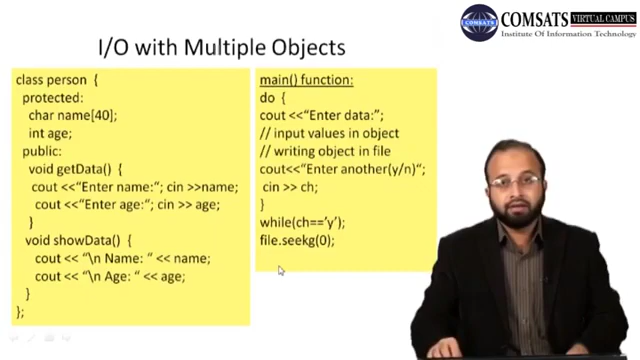 COMSATS VIRTUAL CAMPUS
Institute Of Information Technology
I/O with Multiple Objects
class person {
protected:
char name[40];
int age;
public:
void getData() {
cout <<“Enter name:“; cin >>name;
cout <<“Enter age:“; cin >> age;
}
void showData() {
cout << “\n Name: “ << name;
cout << “\n Age: “ << age;
}
};
main() function:
do {
cout <<“Enter data:”;
// input values in object
// writing object in file
cout<<“Enter another(y/n)“;
cin >> ch;
}
while(ch==’y’);
file.seekg(0);